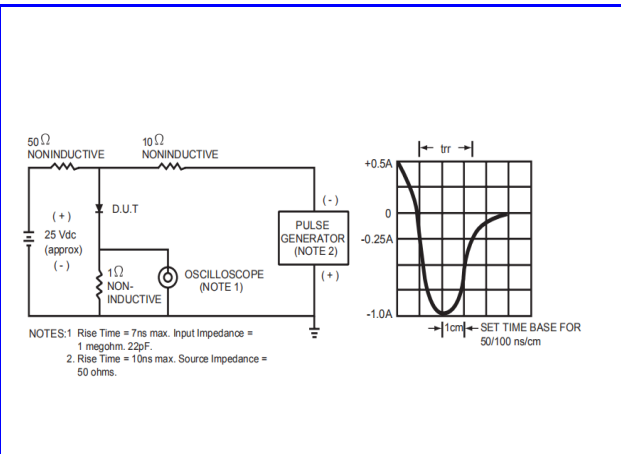 50Ω
NONINDUCTIVE
10Ω
NONINDUCTIVE
(+)
25 Vdc
(approx)
(-)
D.U.T
1Ω
NON-
INDUCTIVE
OSCILLOSCOPE
(NOTE 1)
(-)
PULSE
GENERATOR
(NOTE 2)
(+)
trr
+0.5A
0
-0.25A
-1.0A
1cm
SET TIME BASE FOR
50/100 ns/cm
NOTES:1 Rise Time = 7ns max. Input Impedance =
1 megohm. 22pF.
2. Rise Time = 10ns max. Source Impedance =
50 ohms.